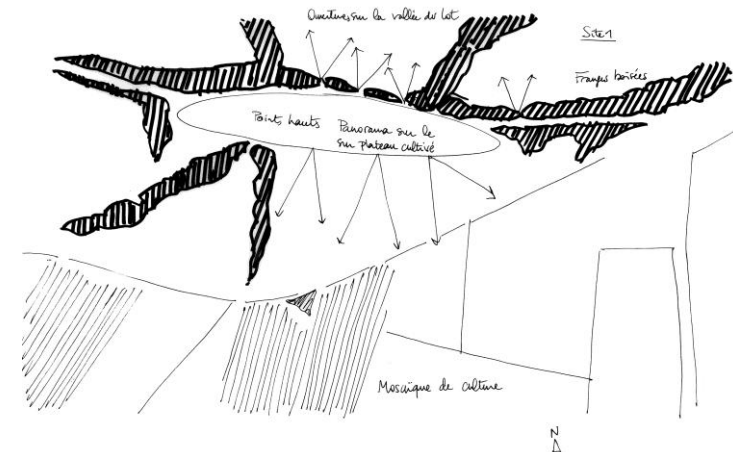 Ouvertures sur la vallée du Lot
Site 1
Franges boisées
Points hauts Panorama sur le
sur plateau cultivé
Mosaïque de culture
N